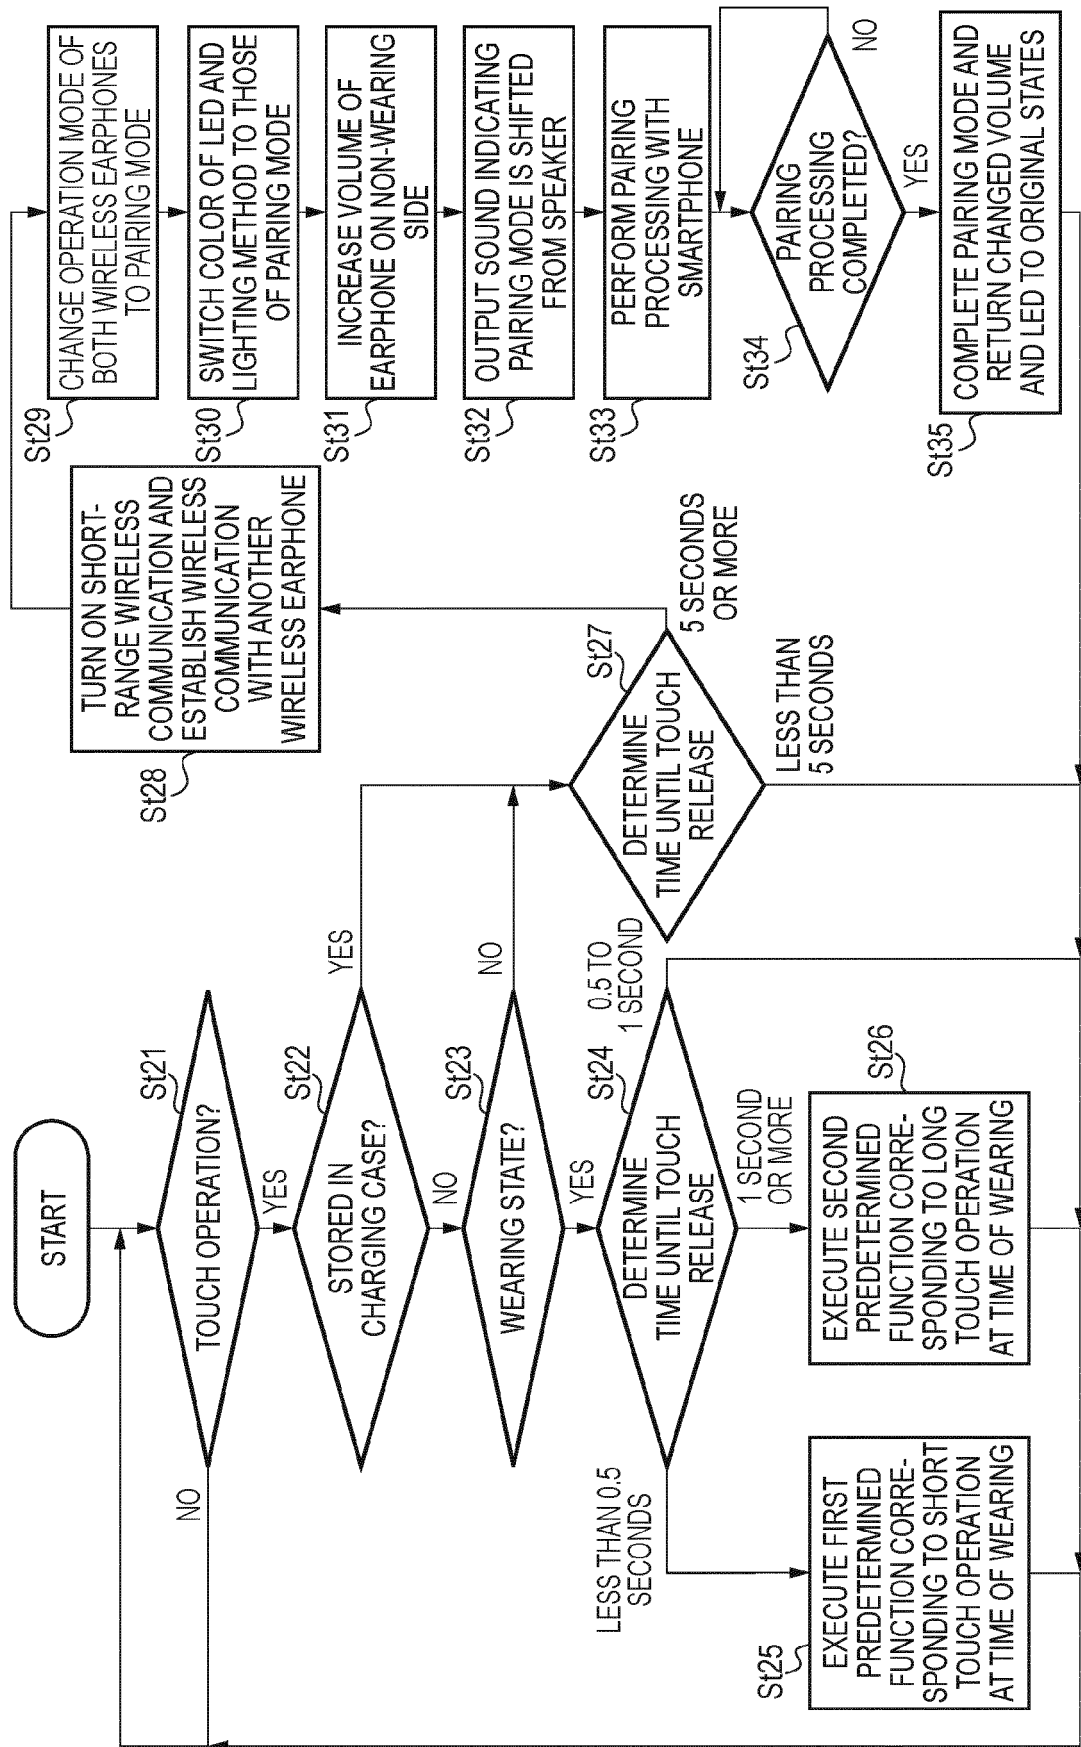 START
St21
TOUCH OPERATION?
NO
YES
St22
STORED IN
CHARGING CASE?
YES
NO
St23
WEARING STATE?
NO
YES
St24
DETERMINE
TIME UNTIL TOUCH
RELEASE
LESS THAN 0.5
SECONDS
0.5 TO
1 SECOND
1 SECOND
OR MORE
St25
EXECUTE FIRST
PREDETERMINED
FUNCTION CORRE-
SPONDING TO SHORT
TOUCH OPERATION
AT TIME OF WEARING
St26
EXECUTE SECOND
PREDETERMINED
FUNCTION CORRE-
SPONDING TO LONG
TOUCH OPERATION
AT TIME OF WEARING
St27
DETERMINE
TIME UNTIL TOUCH
RELEASE
5 SECONDS
OR MORE
LESS THAN
5 SECONDS
St28
TURN ON SHORT-
RANGE WIRELESS
COMMUNICATION AND
ESTABLISH WIRELESS
COMMUNICATION
WITH ANOTHER
WIRELESS EARPHONE
St29
CHANGE OPERATION MODE OF
BOTH WIRELESS EARPHONES
TO PAIRING MODE
St30
SWITCH COLOR OF LED AND
LIGHTING METHOD TO THOSE
OF PAIRING MODE
St31
INCREASE VOLUME OF
EARPHONE ON NON-WEARING
SIDE
St32
OUTPUT SOUND INDICATING
PAIRING MODE IS SHIFTED
FROM SPEAKER
St33
PERFORM PAIRING
PROCESSING WITH
SMARTPHONE
St34
PAIRING
PROCESSING
COMPLETED?
NO
YES
St35
COMPLETE PAIRING MODE AND
RETURN CHANGED VOLUME
AND LED TO ORIGINAL STATES